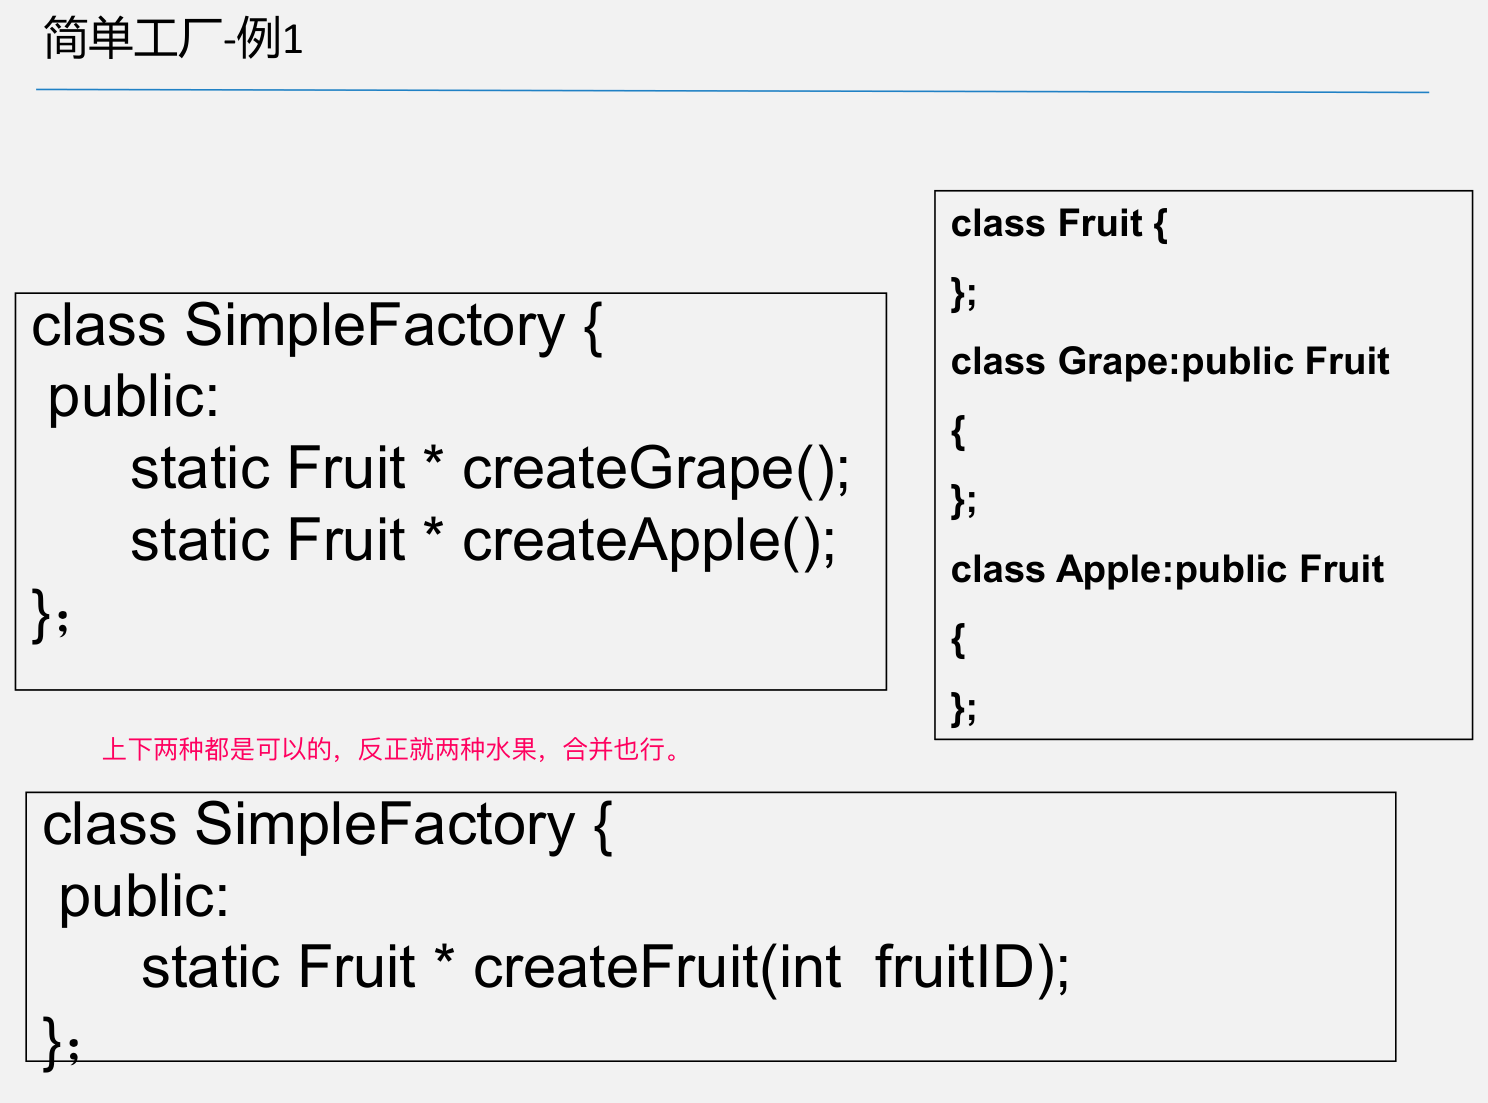 简单工厂-例1
class SimpleFactory {
public:
static Fruit * createGrape();
static Fruit * createApple();
};
class Fruit {
};
class Grape:public Fruit
{
};
class Apple:public Fruit
{
};
上下两种都是可以的，反正就两种水果，合并也行。
class SimpleFactory {
public:
static Fruit * createFruit(int  fruitID);
};